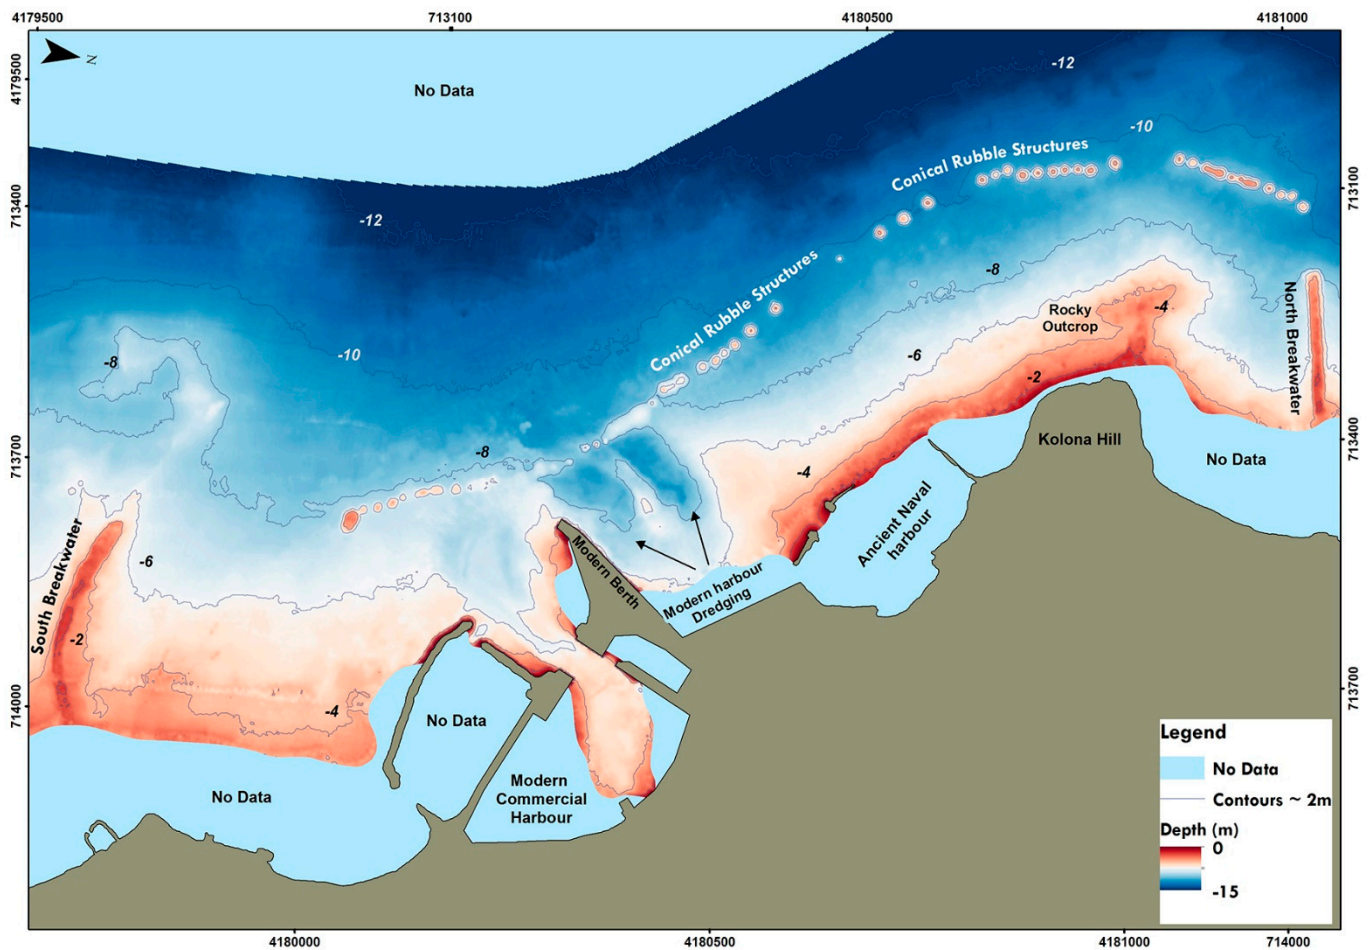 4179500
713100
4180500
4181000
4179500
713400
713700
714000
N
No Data
-12
-12
-10
Conical Rubble Structures
713100
-8
-10
Conical Rubble Structures
-8
-6
Rocky
Outcrop
-4
-2
North Breakwater
Kolona Hill
713400
No Data
-8
-4
Ancient Naval
harbour
South Breakwater
-6
-2
Modern Berth
Modern harbour
Dredging
-4
No Data
No Data
Modern
Commercial
Harbour
713700
Legend
No Data
Contours ~ 2m
Depth (m)
0
-15
4180000
4180500
4181000
714000